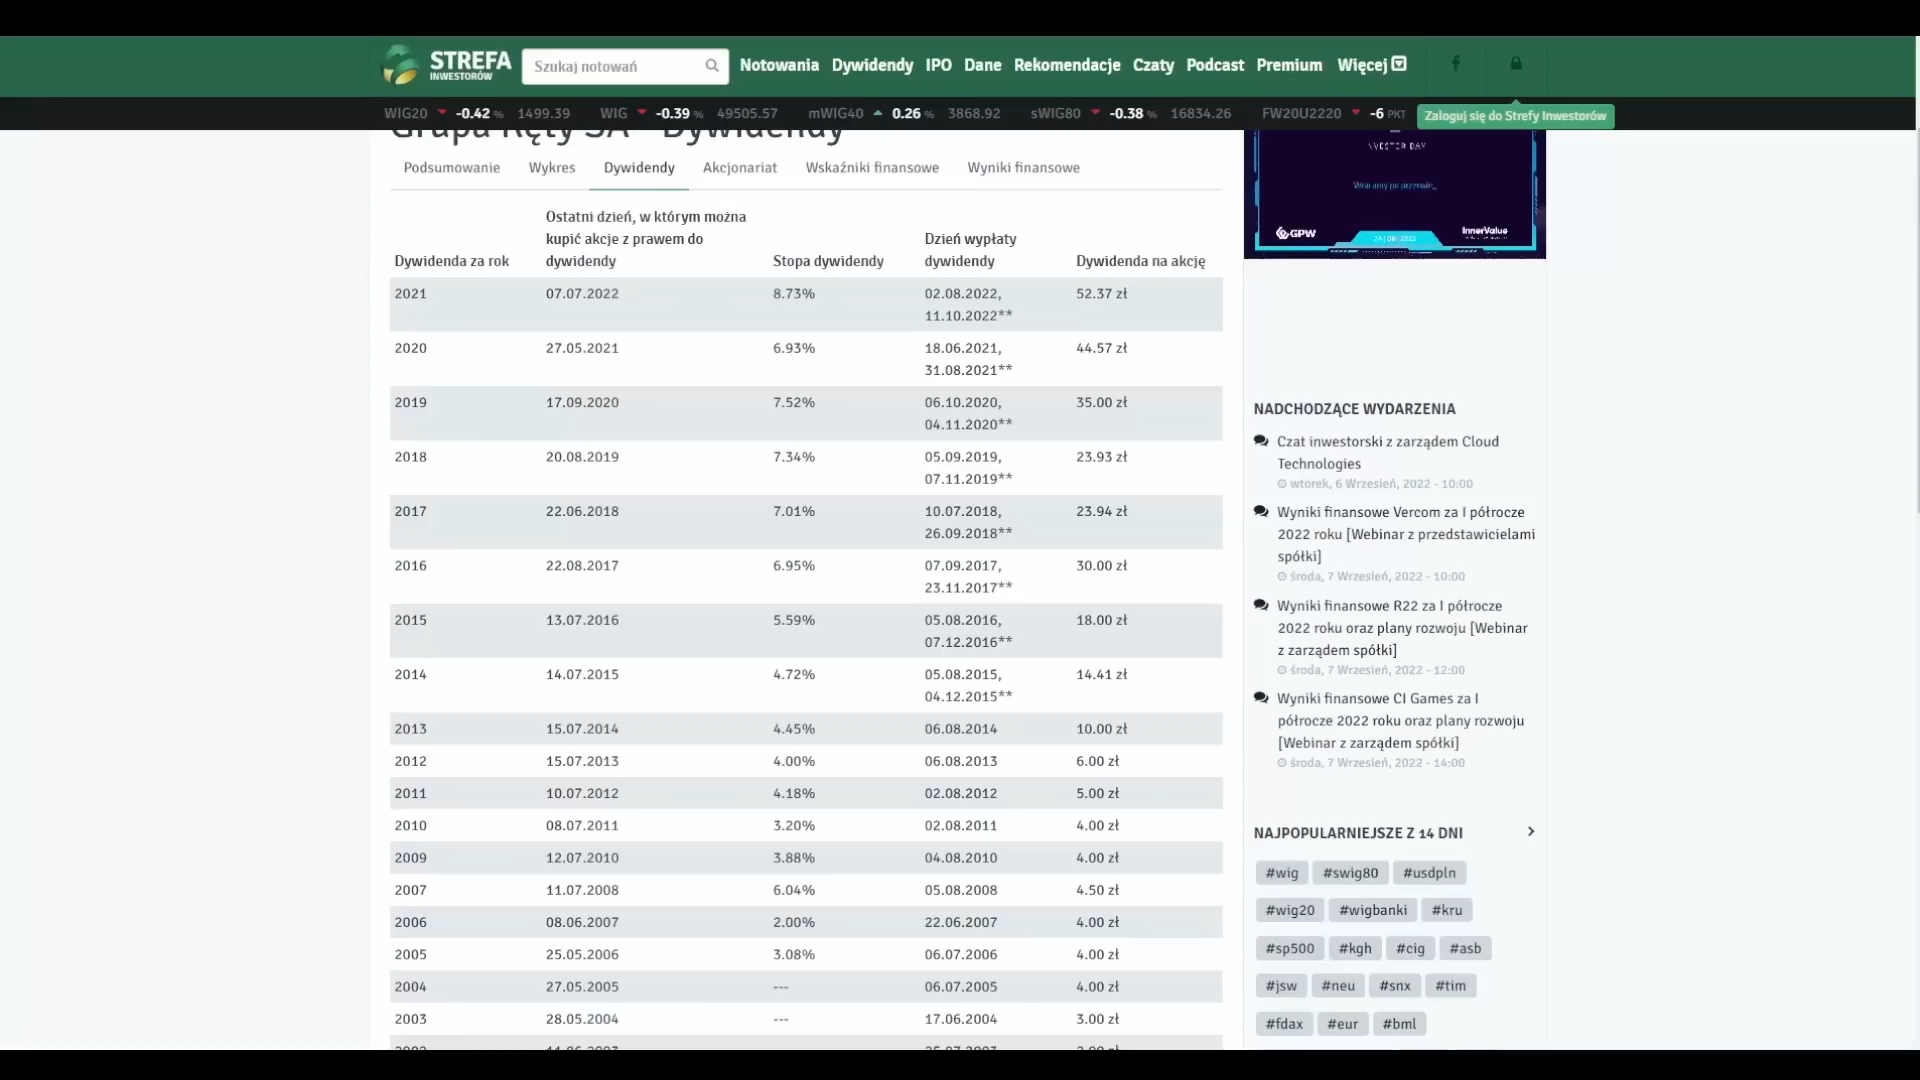 STREFA
INWESTORÓW
Szukaj notowań
Notowania Dywidendy IPO Dane Rekomendacje Czaty Podcast Premium Więcej
WIG20 -0.42 % 1499.39 WIG -0.39 % 49505.57 mWIG40 0.26 % 3868.92 sWIG80 -0.38 % 16834.26 FW20U2220 -6 PKT
Zaloguj się do Strefy Inwestorów
Grupa Kęty SA - Dywidendy
Podsumowanie Wykres Dywidendy Akcjonariat Wskaźniki finansowe Wyniki finansowe
Dywidenda za rok Ostatni dzień, w którym można kupić akcje z prawem do dywidendy Stopa dywidendy Dzień wypłaty dywidendy Dywidenda na akcję
2021 07.07.2022 8.73% 02.08.2022, 11.10.2022** 52.37 zł
2020 27.05.2021 6.93% 18.06.2021, 31.08.2021** 44.57 zł
2019 17.09.2020 7.52% 06.10.2020, 04.11.2020** 35.00 zł
2018 20.08.2019 7.34% 05.09.2019, 07.11.2019** 23.93 zł
2017 22.06.2018 7.01% 10.07.2018, 26.09.2018** 23.94 zł
2016 22.08.2017 6.95% 07.09.2017, 23.11.2017** 30.00 zł
2015 13.07.2016 5.59% 05.08.2016, 07.12.2016** 18.00 zł
2014 14.07.2015 4.72% 05.08.2015, 04.12.2015** 14.41 zł
2013 15.07.2014 4.45% 06.08.2014 10.00 zł
2012 15.07.2013 4.00% 06.08.2013 6.00 zł
2011 10.07.2012 4.18% 02.08.2012 5.00 zł
2010 08.07.2011 3.20% 02.08.2011 4.00 zł
2009 12.07.2010 3.88% 04.08.2010 4.00 zł
2007 11.07.2008 6.04% 05.08.2008 4.50 zł
2006 08.06.2007 2.00% 22.06.2007 4.00 zł
2005 25.05.2006 3.08% 06.07.2006 4.00 zł
2004 27.05.2005 --- 06.07.2005 4.00 zł
2003 28.05.2004 --- 17.06.2004 3.00 zł
GPW
InnerValue
NADCHODZĄCE WYDARZENIA
Czat inwestorski z zarządem Cloud
Technologies
wtorek, 6 Wrzesień, 2022 - 10:00
Wyniki finansowe Vercom za I półrocze
2022 roku [Webinar z przedstawicielami
spółki]
środa, 7 Wrzesień, 2022 - 10:00
Wyniki finansowe R22 za I półrocze
2022 roku oraz plany rozwoju [Webinar
z zarządem spółki]
środa, 7 Wrzesień, 2022 - 12:00
Wyniki finansowe CI Games za I
półrocze 2022 roku oraz plany rozwoju
[Webinar z zarządem spółki]
środa, 7 Wrzesień, 2022 - 14:00
NAJPOPULARNIEJSZE Z 14 DNI
#wig #swig80 #usdpln
#wig20 #wigbanki #kru
#sp500 #kgh #cig #asb
#jsw #neu #snx #tim
#fdax #eur #bml